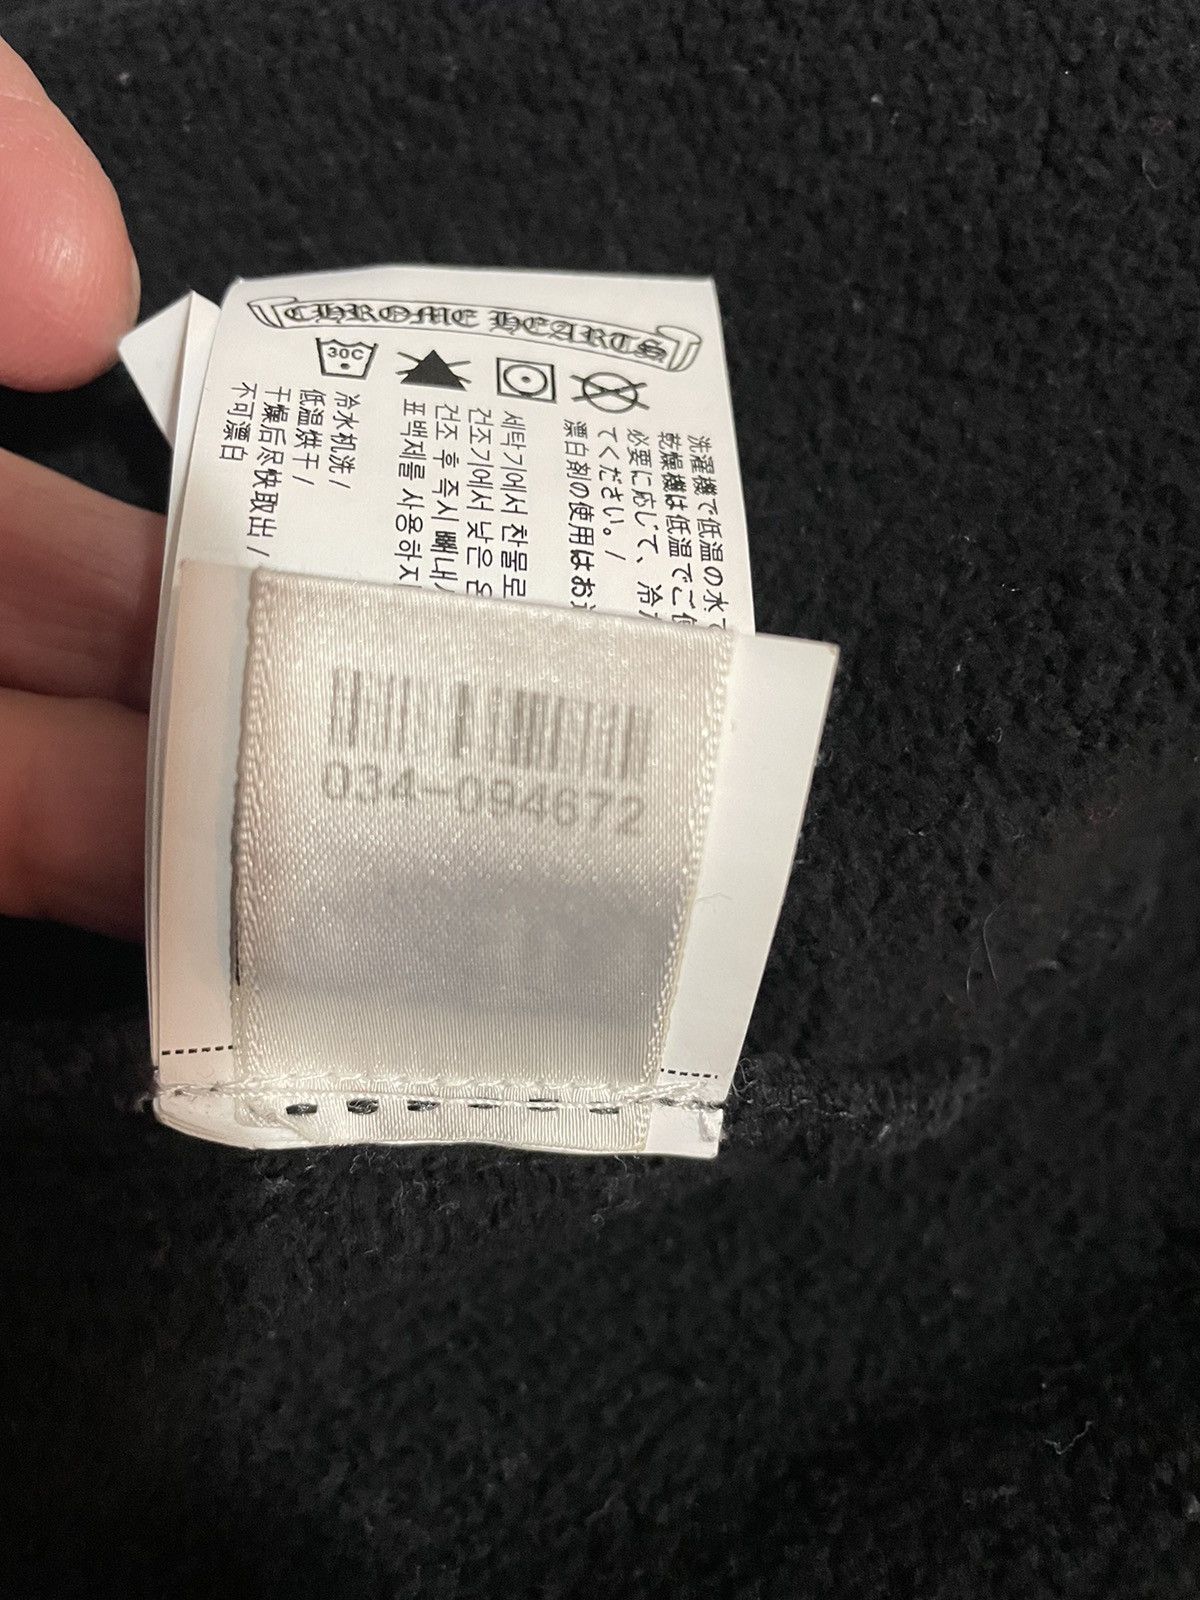 CHROME HEARTS
30C
洗濯機で低温の水で
乾燥機は低温でご使
必要に応じて、冷
てください。/
漂白剤の使用はお
세탁기에서 찬물로
건조기에서 낮은 온
건조 후 즉시 빼내
표백제를 사용하지
冷水机洗/
低温烘干/
干燥后尽快取出/
不可漂白
034-094672